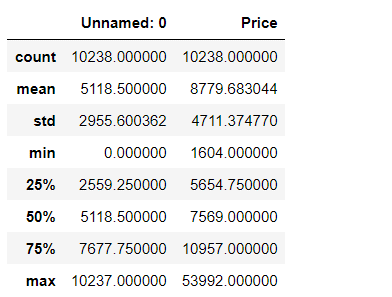 Unnamed: 0 Price
count 10238.000000 10238.000000
mean 5118.500000 8779.683044
std 2955.600362 4711.374770
min 0.000000 1604.000000
25% 2559.250000 5654.750000
50% 5118.500000 7569.000000
75% 7677.750000 10957.000000
max 10237.000000 53992.000000